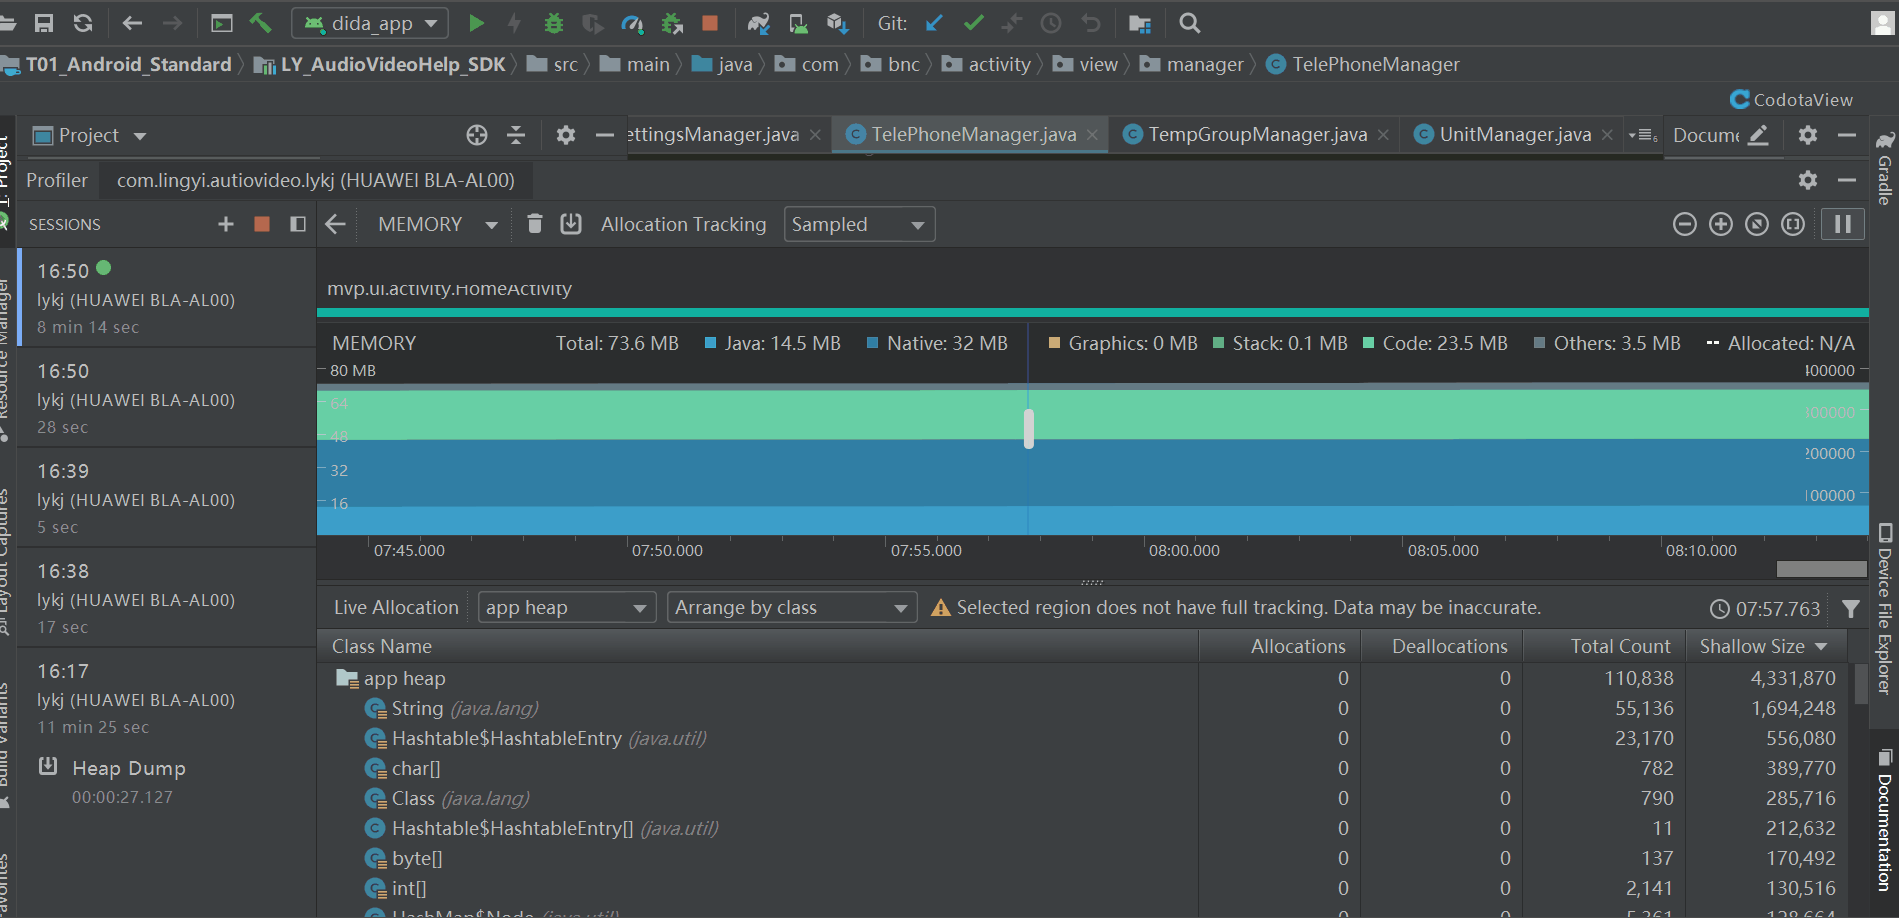 dida_app
Git:
T01_Android_Standard
LY_AudioVideoHelp_SDK
src
main
java
com
bnc
activity
view
manager
TelePhoneManager
CodotaView
Project
ettingsManager.java
TelePhoneManager.java
TempGroupManager.java
UnitManager.java
6
Docume
Profiler
com.lingyi.autiovideo.lykj (HUAWEI BLA-AL00)
SESSIONS
MEMORY
Allocation Tracking
Sampled
16:50
lykj (HUAWEI BLA-AL00)
8 min 14 sec
16:50
lykj (HUAWEI BLA-AL00)
28 sec
16:39
lykj (HUAWEI BLA-AL00)
5 sec
16:38
lykj (HUAWEI BLA-AL00)
17 sec
16:17
lykj (HUAWEI BLA-AL00)
11 min 25 sec
Heap Dump
00:00:27.127
mvp.ui.activity.HomeActivity
MEMORY
Total: 73.6 MB
Java: 14.5 MB
Native: 32 MB
Graphics: 0 MB
Stack: 0.1 MB
Code: 23.5 MB
Others: 3.5 MB
Allocated: N/A
80 MB
400000
64
300000
48
200000
32
100000
16
07:45.000
07:50.000
07:55.000
08:00.000
08:05.000
08:10.000
Live Allocation
app heap
Arrange by class
Selected region does not have full tracking. Data may be inaccurate.
07:57.763
Class Name Allocations Deallocations Total Count Shallow Size
app heap 0 0 110,838 4,331,870
String (java.lang) 0 0 55,136 1,694,248
Hashtable$HashtableEntry (java.util) 0 0 23,170 556,080
char[] 0 0 782 389,770
Class (java.lang) 0 0 790 285,716
Hashtable$HashtableEntry[] (java.util) 0 0 11 212,632
byte[] 0 0 137 170,492
int[] 0 0 2,141 130,516
HashMap$Node (java.util) 0 0 5,361 128,664
1: Project
Resource Manager
Layout Captures
Build Variants
Favorites
Gradle
Device File Explorer
Documentation